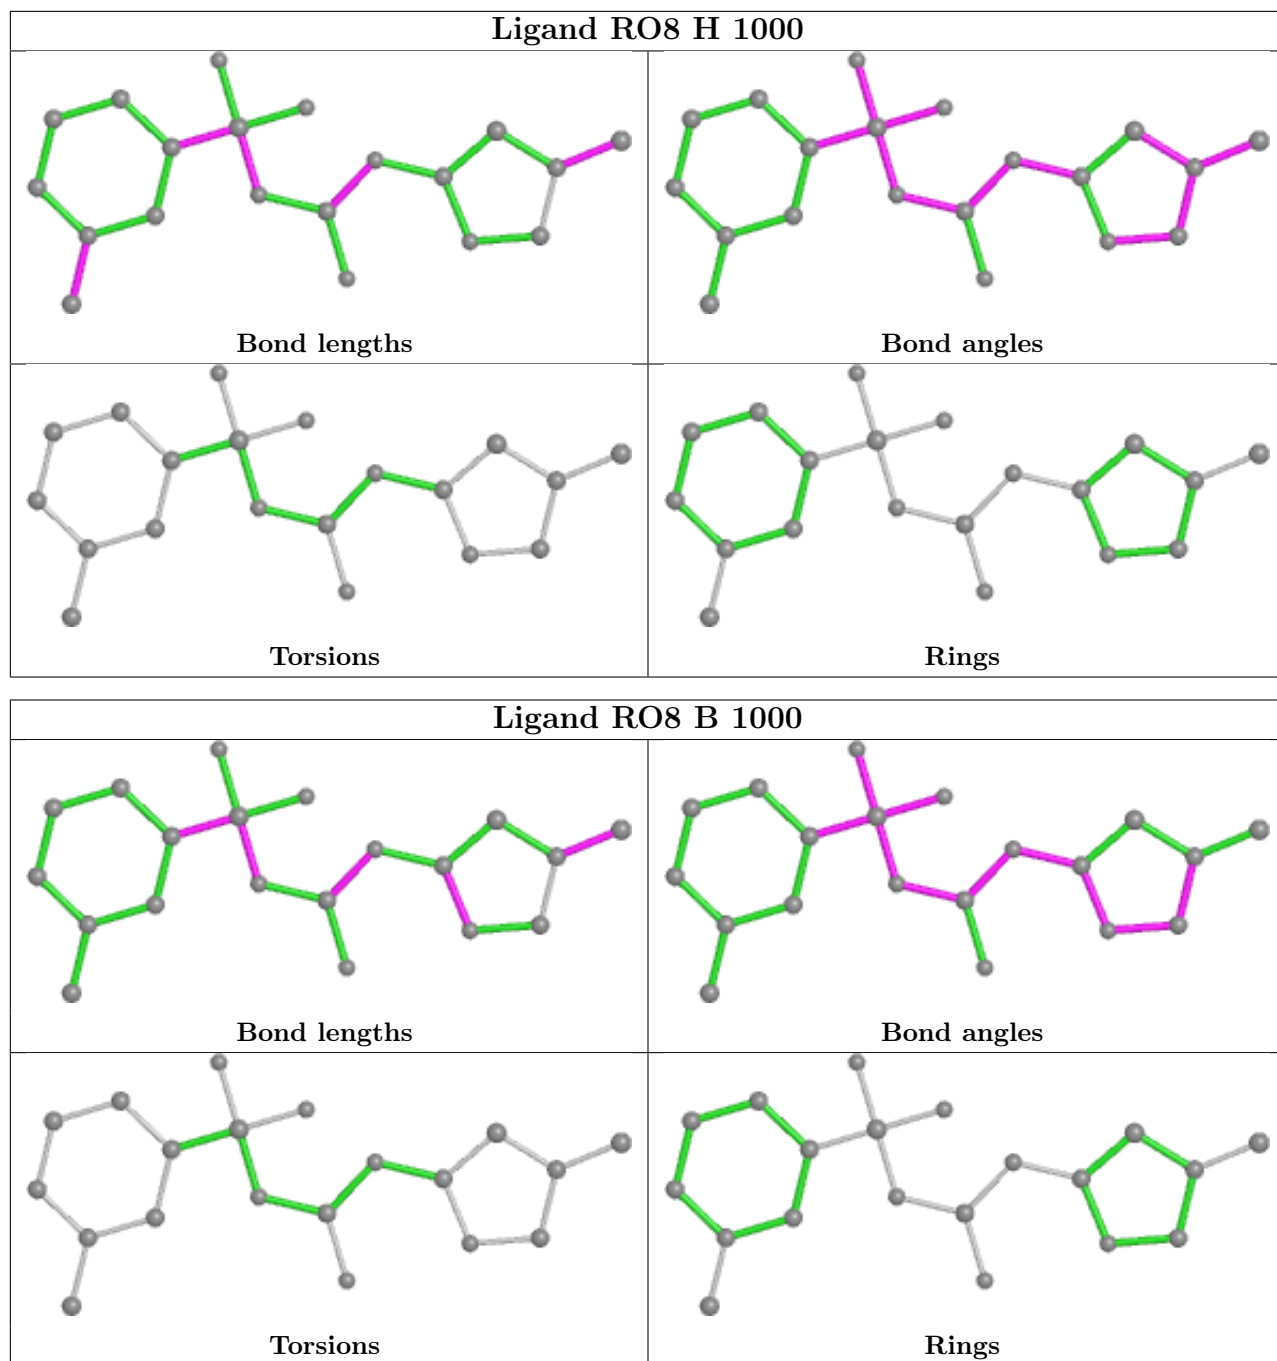 Ligand RO8 H 1000
Bond lengths Bond angles
Torsions Rings
Ligand RO8 B 1000
Bond lengths Bond angles
Torsions Rings